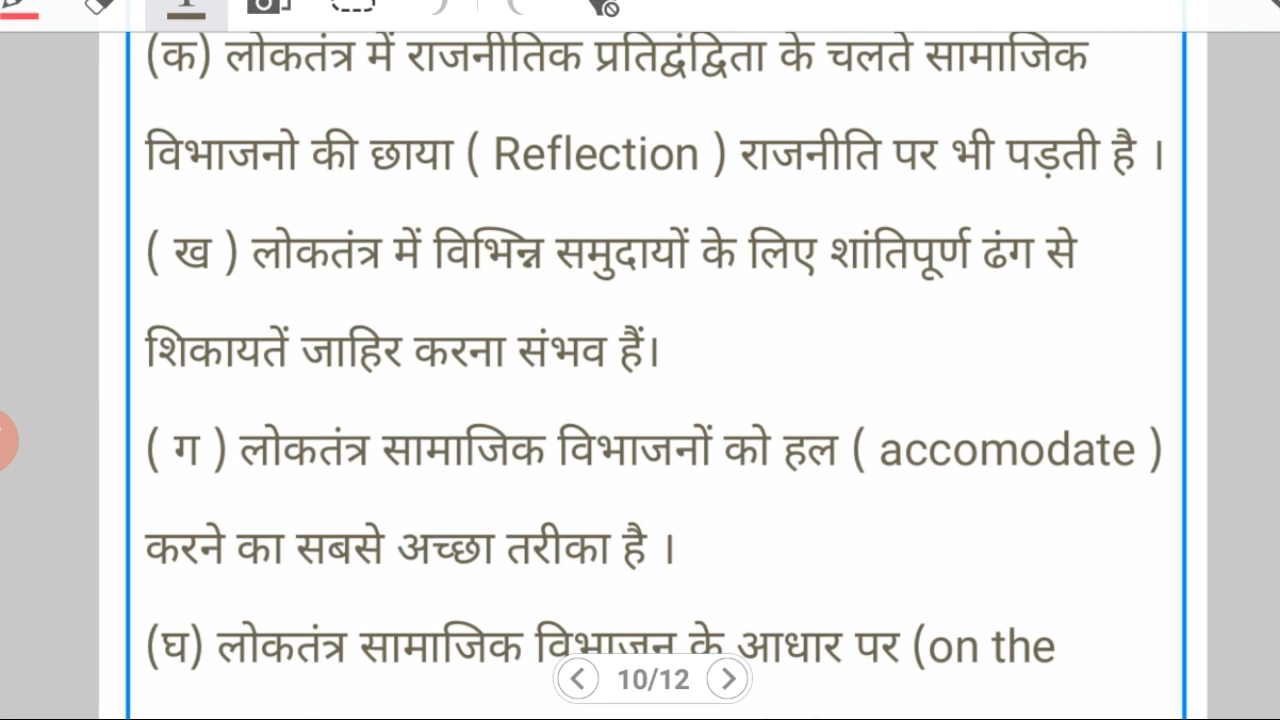 (क) लोकतंत्र में राजनीतिक प्रतिद्वंद्विता के चलते सामाजिक
विभाजनो की छाया ( Reflection ) राजनीति पर भी पड़ती है ।
( ख ) लोकतंत्र में विभिन्न समुदायों के लिए शांतिपूर्ण ढंग से
शिकायतें जाहिर करना संभव हैं।
( ग ) लोकतंत्र सामाजिक विभाजनों को हल ( accomodate )
करने का सबसे अच्छा तरीका है ।
(घ) लोकतंत्र सामाजिक विभाजन के आधार पर (on the
10/12